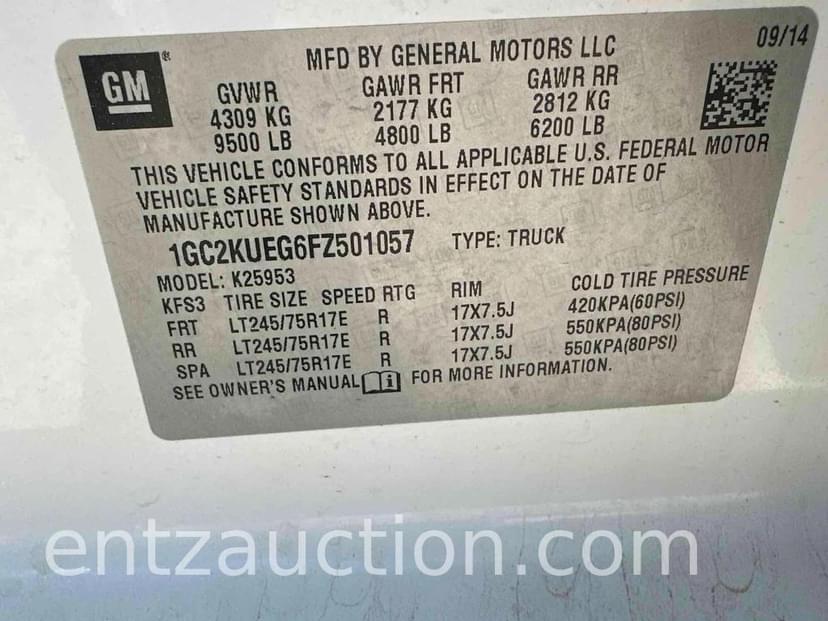 GM
MFD BY GENERAL MOTORS LLC 09/14
GVWR GAWR FRT GAWR RR
4309 KG 2177 KG 2812 KG
9500 LB 4800 LB 6200 LB
THIS VEHICLE CONFORMS TO ALL APPLICABLE U.S. FEDERAL MOTOR
VEHICLE SAFETY STANDARDS IN EFFECT ON THE DATE OF
MANUFACTURE SHOWN ABOVE.
1GC2KUEG6FZ501057 TYPE: TRUCK
MODEL: K25953
KFS3 TIRE SIZE SPEED RTG RIM COLD TIRE PRESSURE
FRT LT245/75R17E R 17X7.5J 420KPA(60PSI)
RR LT245/75R17E R 17X7.5J 550KPA(80PSI)
SPA LT245/75R17E R 17X7.5J 550KPA(80PSI)
SEE OWNER'S MANUAL i FOR MORE INFORMATION.
entzauction.com